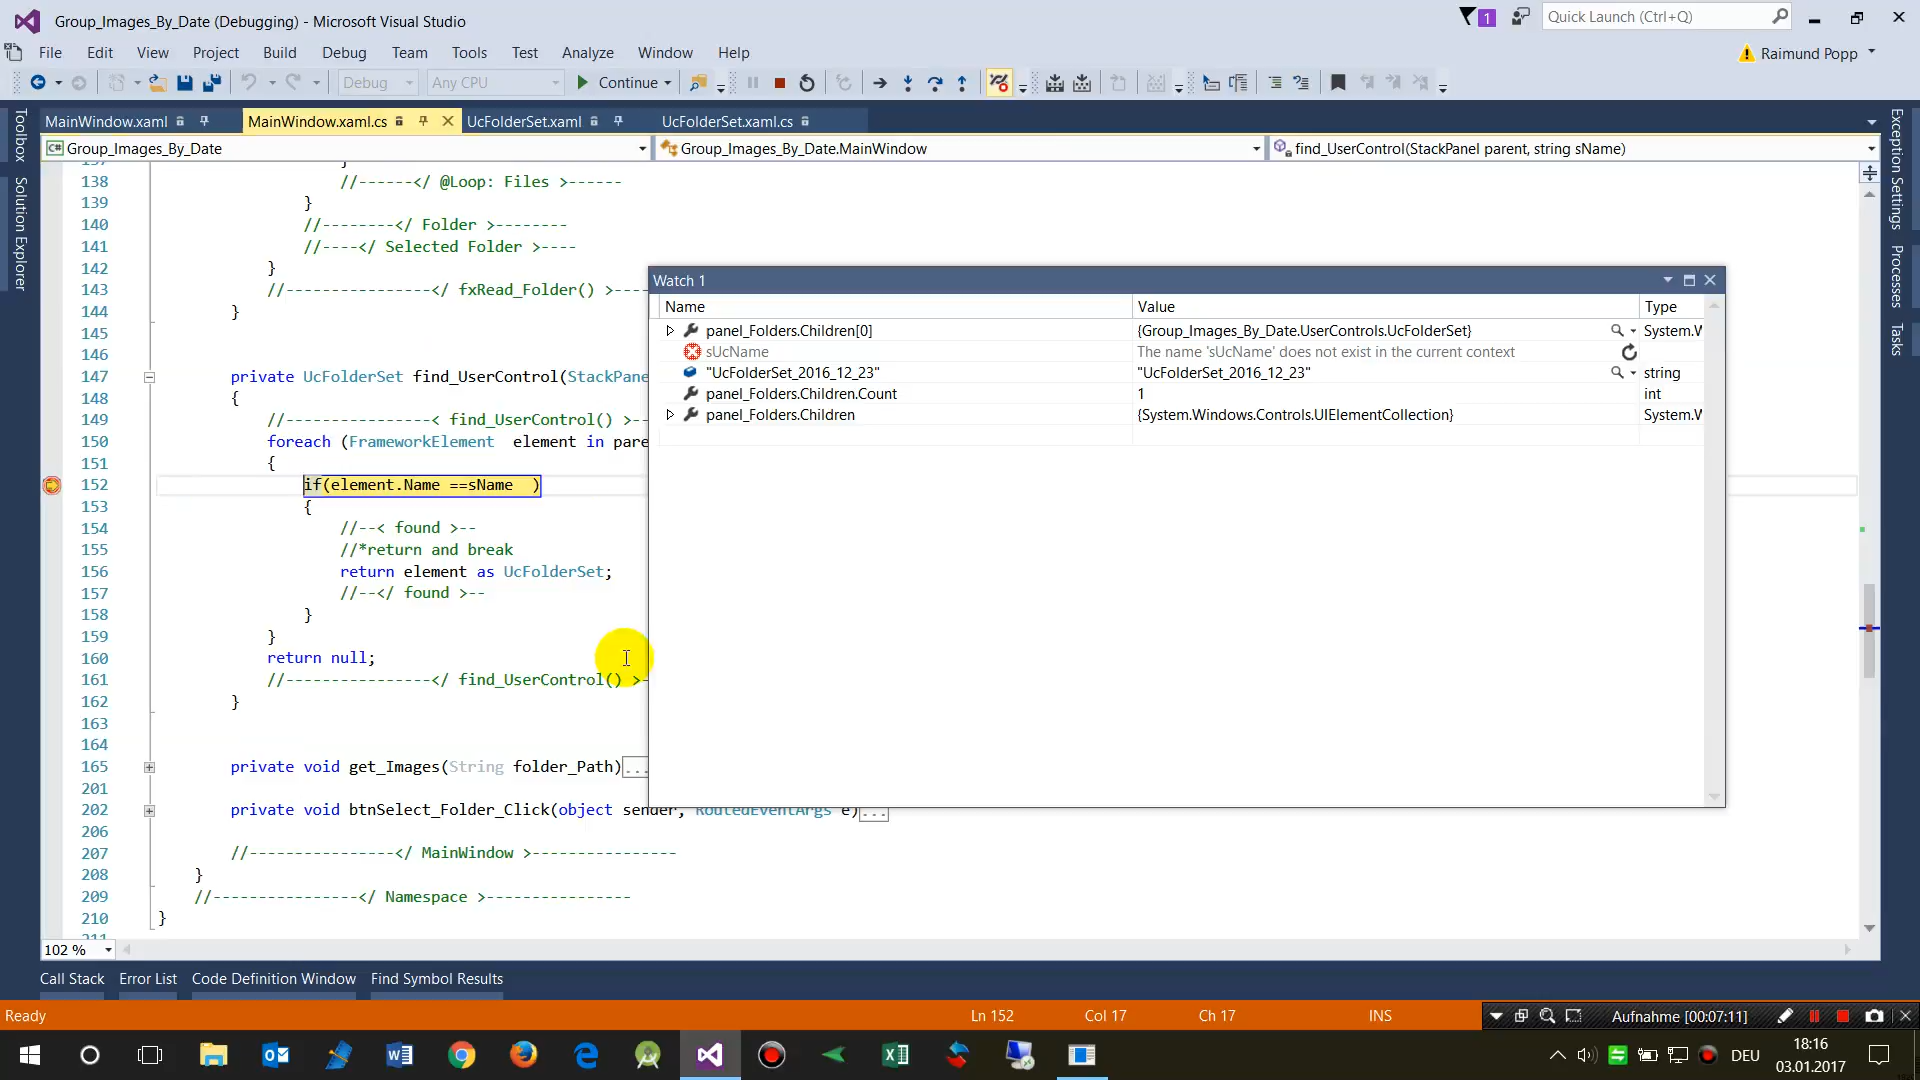 Group_Images_By_Date (Debugging) - Microsoft Visual Studio
1
Quick Launch (Ctrl+Q)
File Edit View Project Build Debug Team Tools Test Analyze Window Help
Raimund Popp
Debug Any CPU Continue
MainWindow.xaml MainWindow.xaml.cs UcFolderSet.xaml UcFolderSet.xaml.cs
Group_Images_By_Date Group_Images_By_Date.MainWindow find_UserControl(StackPanel parent, string sName)
Toolbox
Solution Explorer
Exception Settings
Processes
Tasks
137 }
138 //------</ @Loop: Files >------
139 }
140 //--------</ Folder >--------
141 //----</ Selected Folder >----
142 }
143 //----------------</ fxRead_Folder() >----
144 }
145
146
147 private UcFolderSet find_UserControl(StackPane
148 {
149 //----------------< find_UserControl() >--
150 foreach (FrameworkElement  element in pare
151 {
152 if(element.Name ==sName  )
153 {
154 //--< found >--
155 //*return and break
156 return element as UcFolderSet;
157 //--</ found >--
158 }
159 }
160 return null;
161 //----------------</ find_UserControl() >-
162 }
163
164
165 private void get_Images(String folder_Path)...
201
202 private void btnSelect_Folder_Click(object sender, RoutedEventArgs e)...
206
207 //----------------</ MainWindow >----------------
208 }
209 //----------------</ Namespace >----------------
210 }
211
Watch 1
Name Value Type
panel_Folders.Children[0] {Group_Images_By_Date.UserControls.UcFolderSet} System.W
sUcName The name 'sUcName' does not exist in the current context
"UcFolderSet_2016_12_23" "UcFolderSet_2016_12_23" string
panel_Folders.Children.Count 1 int
panel_Folders.Children {System.Windows.Controls.UIElementCollection} System.W
102 %
Call Stack Error List Code Definition Window Find Symbol Results
Ready Ln 152 Col 17 Ch 17 INS Aufnahme [00:07:11]
DEU 18:16
03.01.2017